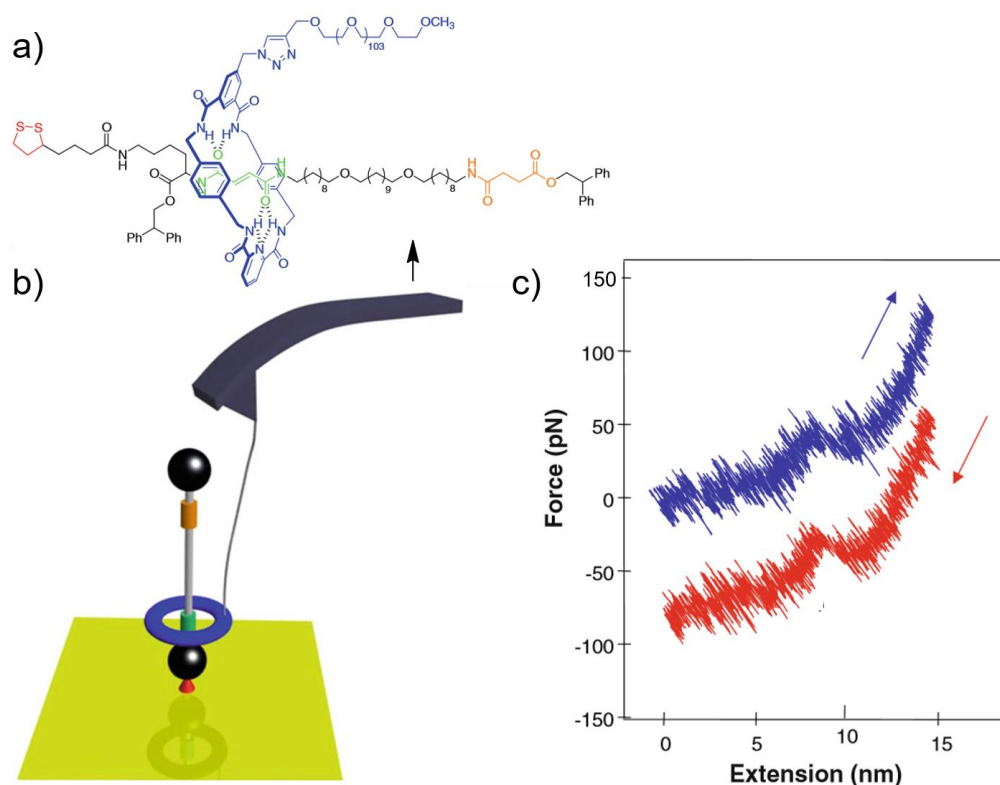 a)
O O O OCH3
103
N N N
O O
S S
O
N H
N H H N
O
H N
O
N H
8
O
9
O
8
H N
O
O
O
Ph
Ph
O
O
Ph Ph
N H H N
O N O
b)
c)
Force (pN)
150
100
50
0
-50
-100
-150
0 5 10 15
Extension (nm)